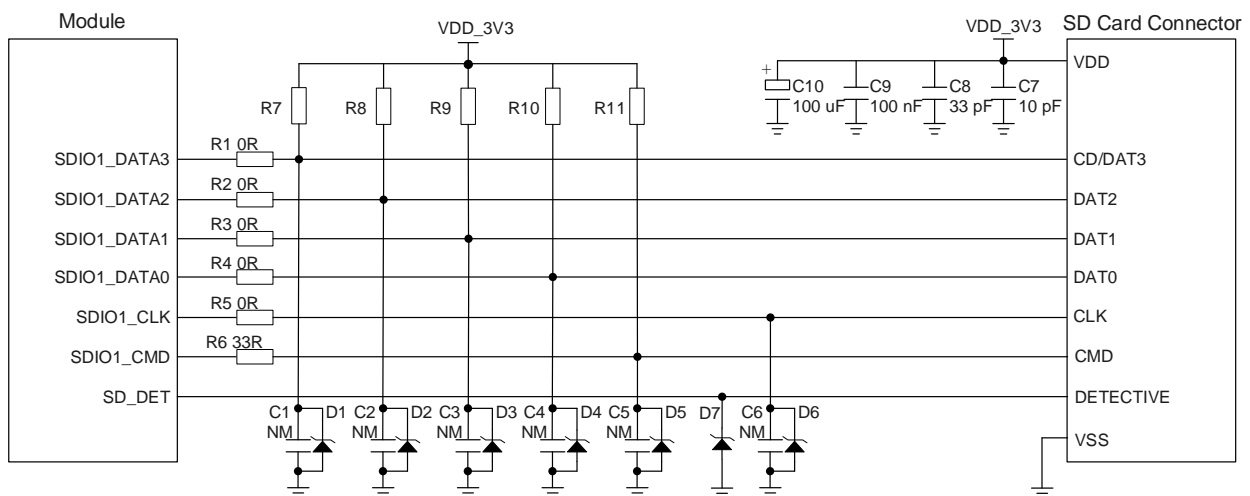 Module
VDD_3V3
VDD_3V3
SD Card Connector
VDD
R7
R8
R9
R10
R11
+
C10
100 uF
C9
100 nF
C8
33 pF
C7
10 pF
SDIO1_DATA3
R1 0R
CD/DAT3
SDIO1_DATA2
R2 0R
DAT2
SDIO1_DATA1
R3 0R
DAT1
SDIO1_DATA0
R4 0R
DAT0
SDIO1_CLK
R5 0R
CLK
SDIO1_CMD
R6 33R
CMD
SD_DET
DETECTIVE
C1
D1
NM
C2
D2
NM
C3
D3
NM
C4
D4
NM
C5
D5
NM
D7
C6
D6
NM
VSS